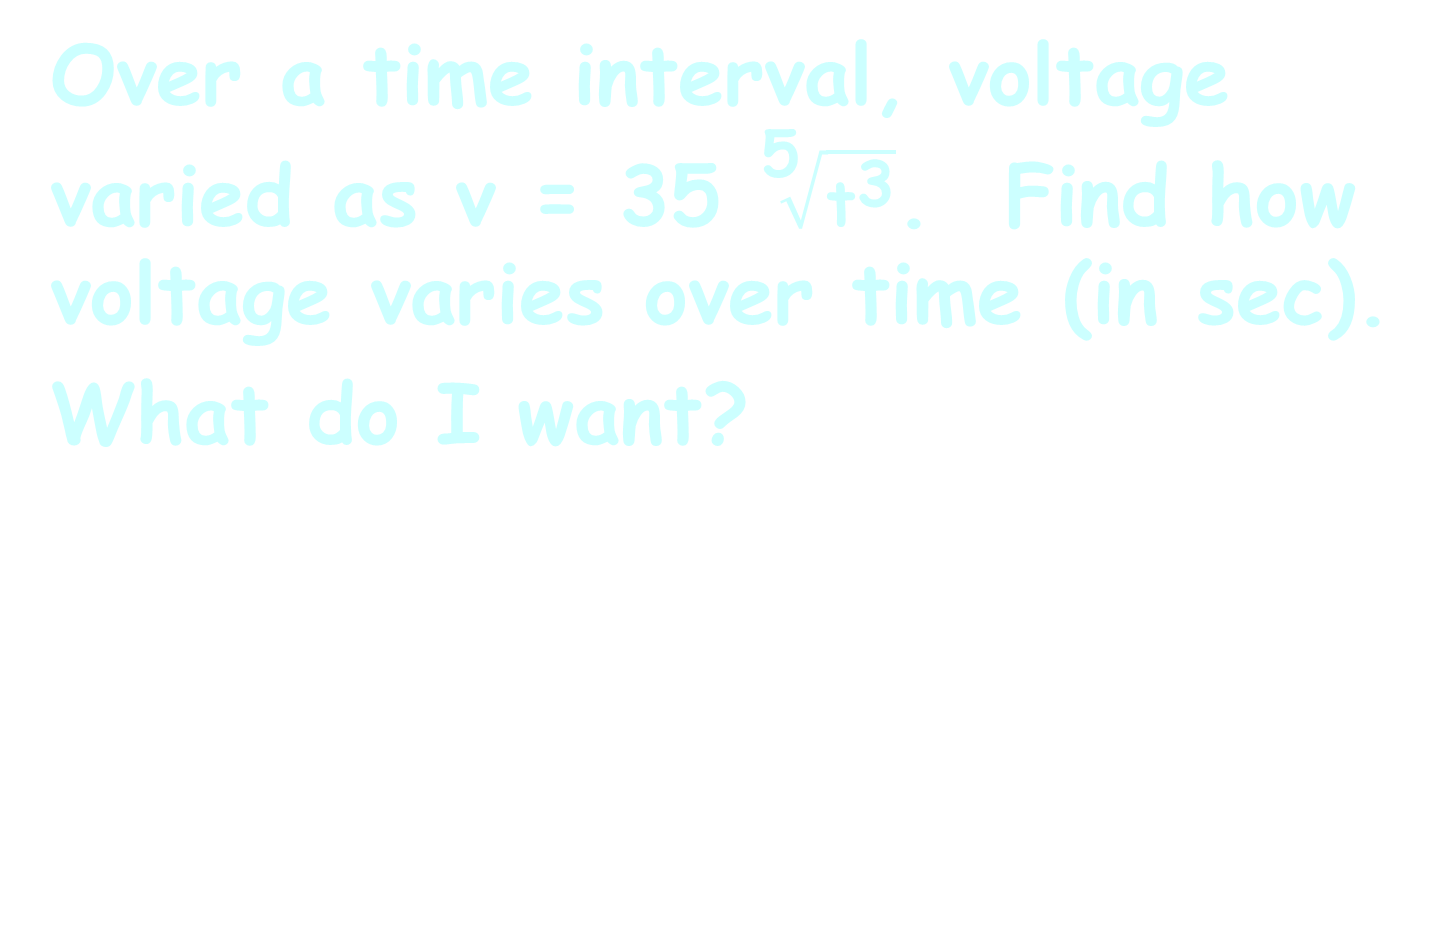 Over a time interval, voltage
varied as v = 35 ⁵√t³. Find how
voltage varies over time (in sec).
What do I want?